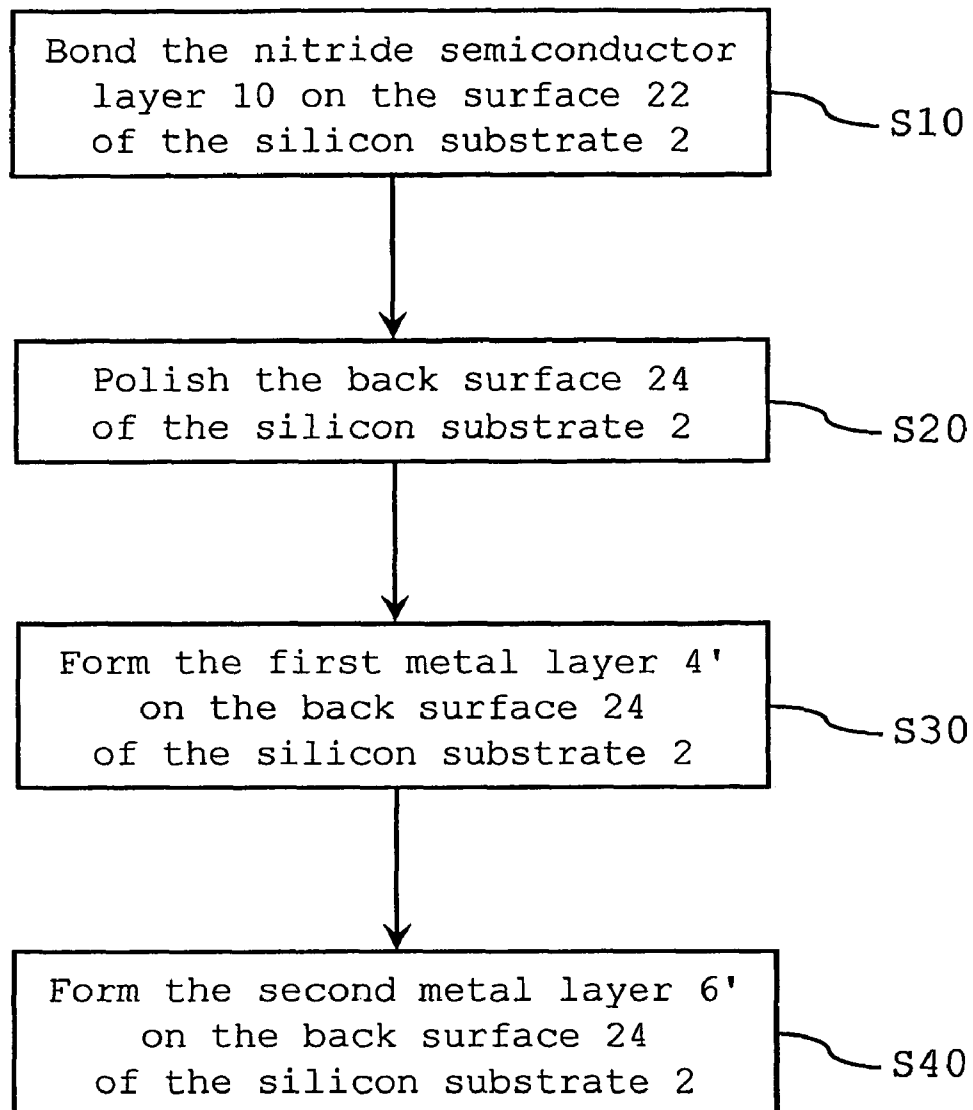 Bond the nitride semiconductor
layer 10 on the surface 22
of the silicon substrate 2
S10
Polish the back surface 24
of the silicon substrate 2
S20
Form the first metal layer 4'
on the back surface 24
of the silicon substrate 2
S30
Form the second metal layer 6'
on the back surface 24
of the silicon substrate 2
S40